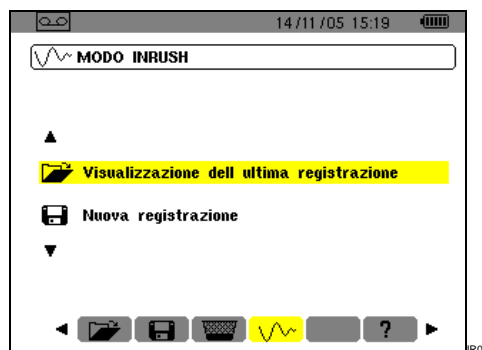 14/11/05 15:19
MODO INRUSH
Visualizzazione dell ultima registrazione
Nuova registrazione
?